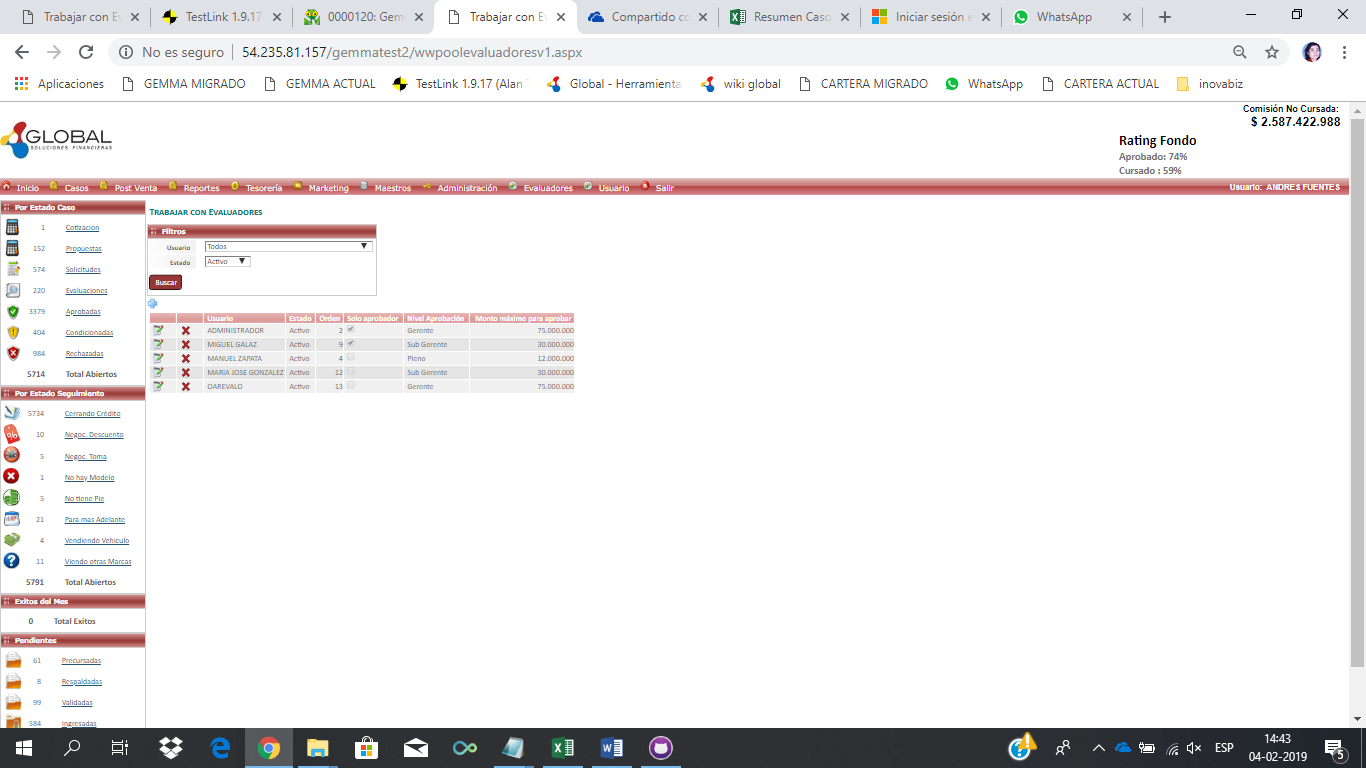 Trabajar con Ev
TestLink 1.9.17
0000120: Gem
Trabajar con Ev
Compartido co
Resumen Caso
Iniciar sesión e
WhatsApp
No es seguro
54.235.81.157/gemmatest2/wwpoolevaluadoresv1.aspx
Aplicaciones
GEMMA MIGRADO
GEMMA ACTUAL
TestLink 1.9.17 (Alan
Global - Herramienta
wiki global
CARTERA MIGRADO
WhatsApp
CARTERA ACTUAL
inovabiz
Comisión No Cursada:
$ 2.587.422.988
GLOBAL
SOLUCIONES FINANCIERAS
Rating Fondo
Aprobado: 74%
Cursado : 59%
Inicio Casos Post Venta Reportes Tesorería Marketing Maestros Administración Evaluadores Usuario Salir
Usuario: ANDRES FUENTES
Por Estado Caso
1 Cotizacion
152 Propuestas
574 Solicitudes
220 Evaluaciones
3379 Aprobadas
404 Condicionadas
984 Rechazadas
5714 Total Abiertos
Por Estado Seguimiento
5734 Cerrando Crédito
10 Negoc. Descuento
5 Negoc. Toma
1 No hay Modelo
5 No tiene Pie
21 Para mas Adelante
4 Vendiendo Vehiculo
11 Viendo otras Marcas
5791 Total Abiertos
Exitos del Mes
0 Total Exitos
Pendientes
61 Precursadas
8 Respaldadas
99 Validadas
584 Ingresadas
Trabajar con Evaluadores
Filtros
Usuario Todos
Estado Activo
Buscar
Usuario Estado Orden Solo aprobador Nivel Aprobación Monto máximo para aprobar
ADMINISTRADOR Activo 2 Gerente 75.000.000
MIGUEL GALAZ Activo 9 Sub Gerente 30.000.000
MANUEL ZAPATA Activo 4 Pleno 12.000.000
MARIA JOSE GONZALEZ Activo 12 Sub Gerente 30.000.000
OAREVALO Activo 13 Gerente 75.000.000
ESP
14:43
04-02-2019
5